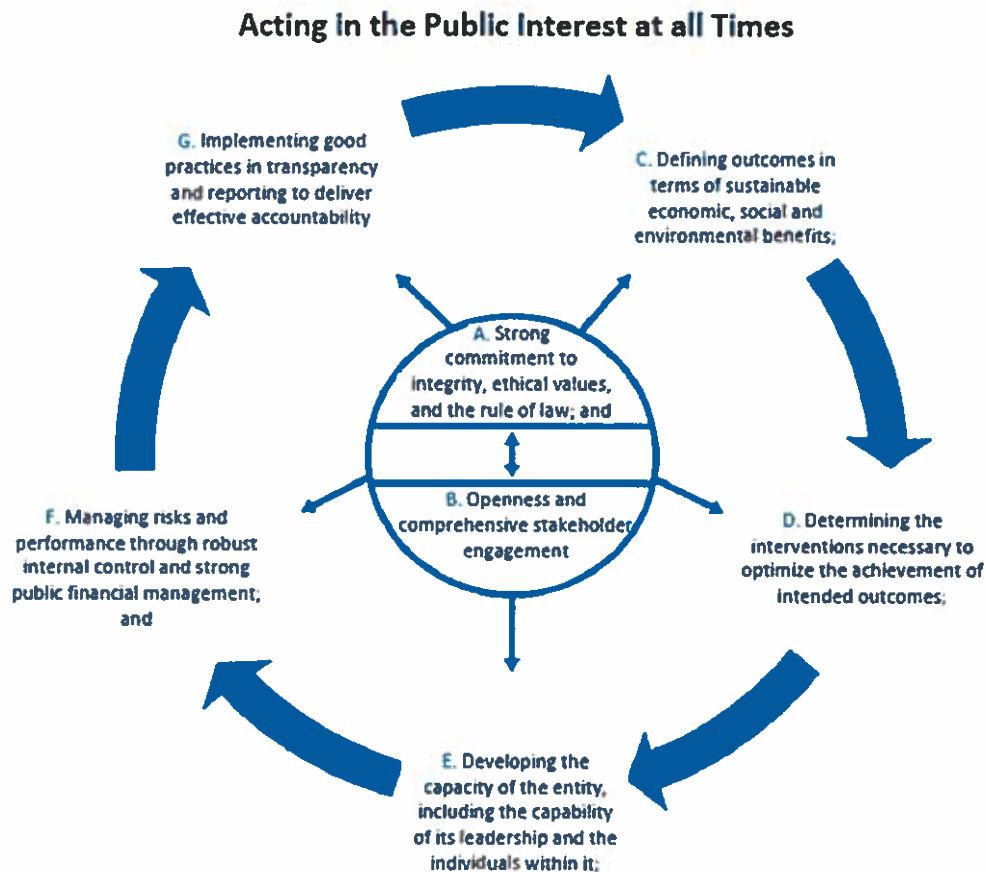 Acting in the Public Interest at all Times
G. Implementing good
practices in transparency
and reporting to deliver
effective accountability
C. Defining outcomes in
terms of sustainable
economic, social and
environmental benefits;
A. Strong
commitment to
integrity, ethical values,
and the rule of law; and
B. Openness and
comprehensive stakeholder
engagement
F. Managing risks and
performance through robust
internal control and strong
public financial management;
and
D. Determining the
interventions necessary to
optimize the achievement of
intended outcomes;
E. Developing the
capacity of the entity,
including the capability
of its leadership and the
individuals within it;